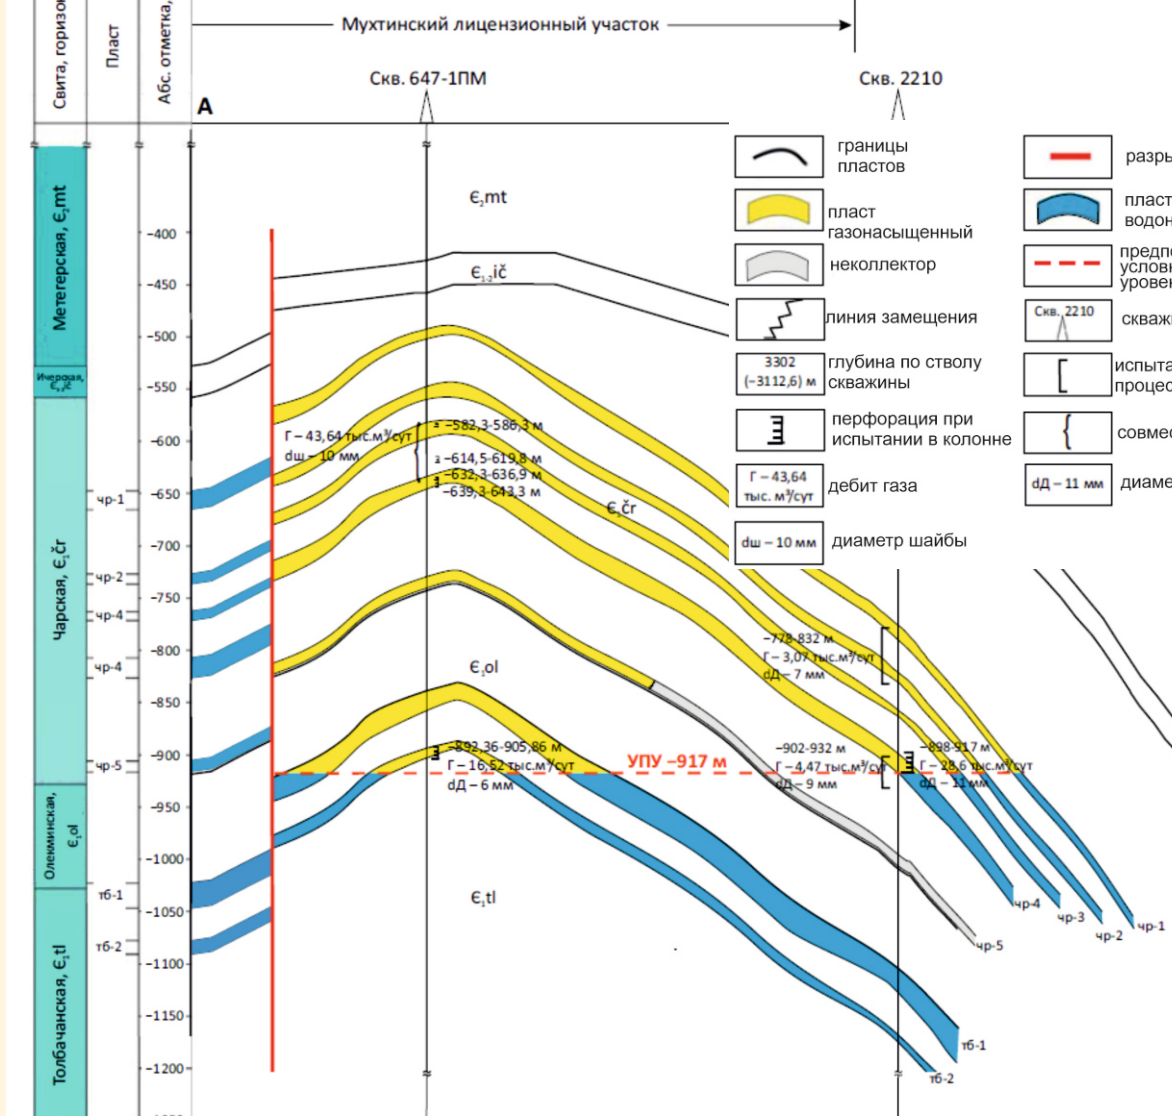 Мухтинский лицензионный участок
Свита, горизо
Пласт
Абс. отметка,
Скв. 647-1ПМ
Скв. 2210
А
границы
пластов
разры
пласт
газонасыщенный
пласт
водон
неколлектор
предпо
условн
уровен
линия замещения
Скв. 2210
скважи
3302
(−3112,6) м
глубина по стволу
скважины
испыта
процес
перфорация при
испытании в колонне
совмес
Г – 43,64
тыс. м³/сут
дебит газа
dД – 11 мм
диаме
dш – 10 мм
диаметр шайбы
Метегерская, Є₂mt
Ичерская,
Чарская, Є₁čr
Олекминская,
Є₁ol
Толбачанская, Є₁tl
чр-1
чр-2
чр-4
чр-4
чр-5
тб-1
тб-2
−400
−450
−500
−550
−600
−650
−700
−750
−800
−850
−900
−950
−1000
−1050
−1100
−1150
−1200
Є₂mt
Є₁₋₂ič
Г – 43,64 тыс.м³/сут
dш – 10 мм
−582,3-586,3 м
−614,5-619,8 м
−632,3-636,9 м
−639,3-643,3 м
Є₁čr
−778-832 м
Г – 3,07 тыс.м³/сут
dД – 7 мм
Є₁ol
−892,36-905,86 м
Г – 16,52 тыс.м³/сут
dД – 6 мм
УПУ −917 м
−902-932 м
Г – 4,47 тыс.м³/сут
dД – 9 мм
−898-917 м
Г – 28,6 тыс.м³/сут
dД – 11 мм
Є₁tl
чр-4
чр-3
чр-2
чр-1
чр-5
тб-1
тб-2